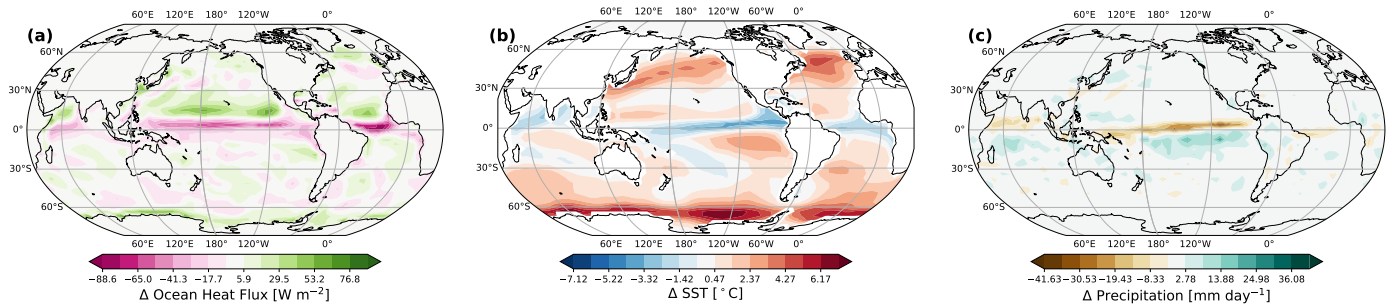 60°E 120°E 180° 120°W 0°
60°E 120°E 180° 120°W 60°W 0°
60°E 120°E 180° 120°W 0°
(a)
(b)
(c)
60°N
30°N
0°
30°S
60°S
60°N
30°N
0°
30°S
60°S
60°N
30°N
0°
30°S
60°S
60°E 120°E 180° 120°W 0°
60°E 120°E 180° 120°W 60°W 0°
60°E 120°E 180° 120°W 0°
−88.6 −65.0 −41.3 −17.7 5.9 29.5 53.2 76.8
Δ Ocean Heat Flux [W m⁻²]
−7.12 −5.22 −3.32 −1.42 0.47 2.37 4.27 6.17
Δ SST [°C]
−41.63 −30.53 −19.43 −8.33 2.78 13.88 24.98 36.08
Δ Precipitation [mm day⁻¹]